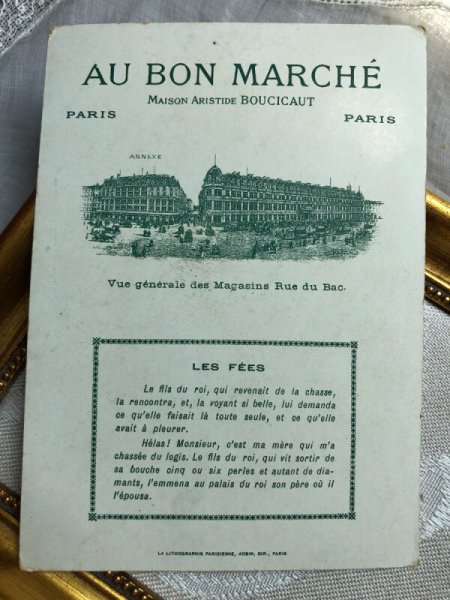 AU BON MARCHÉ
MAISON ARISTIDE BOUCICAUT
PARIS PARIS
ANNEXE
Vue générale des Magasins Rue du Bac.
LES FÉES
Le fils du roi, qui revenait de la chasse,
la rencontra, et, la voyant si belle, lui demanda
ce qu'elle faisait là toute seule, et ce qu'elle
avait à pleurer.
Hélas! Monsieur, c'est ma mère qui m'a
chassée du logis. Le fils du roi, qui vit sortir de
sa bouche cinq ou six perles et autant de dia-
mants, l'emmena au palais du roi son père où il
l'épousa.
LA LITHOGRAPHIE PARISIENNE, JOBIN, DIR., PARIS